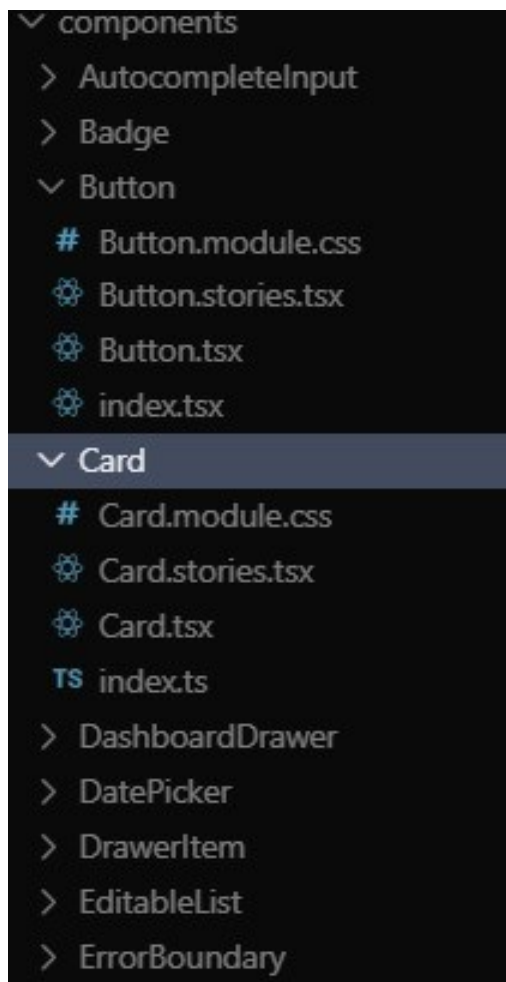 components
AutocompleteInput
Badge
Button
# Button.module.css
Button.stories.tsx
Button.tsx
index.tsx
Card
# Card.module.css
Card.stories.tsx
Card.tsx
TS index.ts
DashboardDrawer
DatePicker
DrawerItem
EditableList
ErrorBoundary